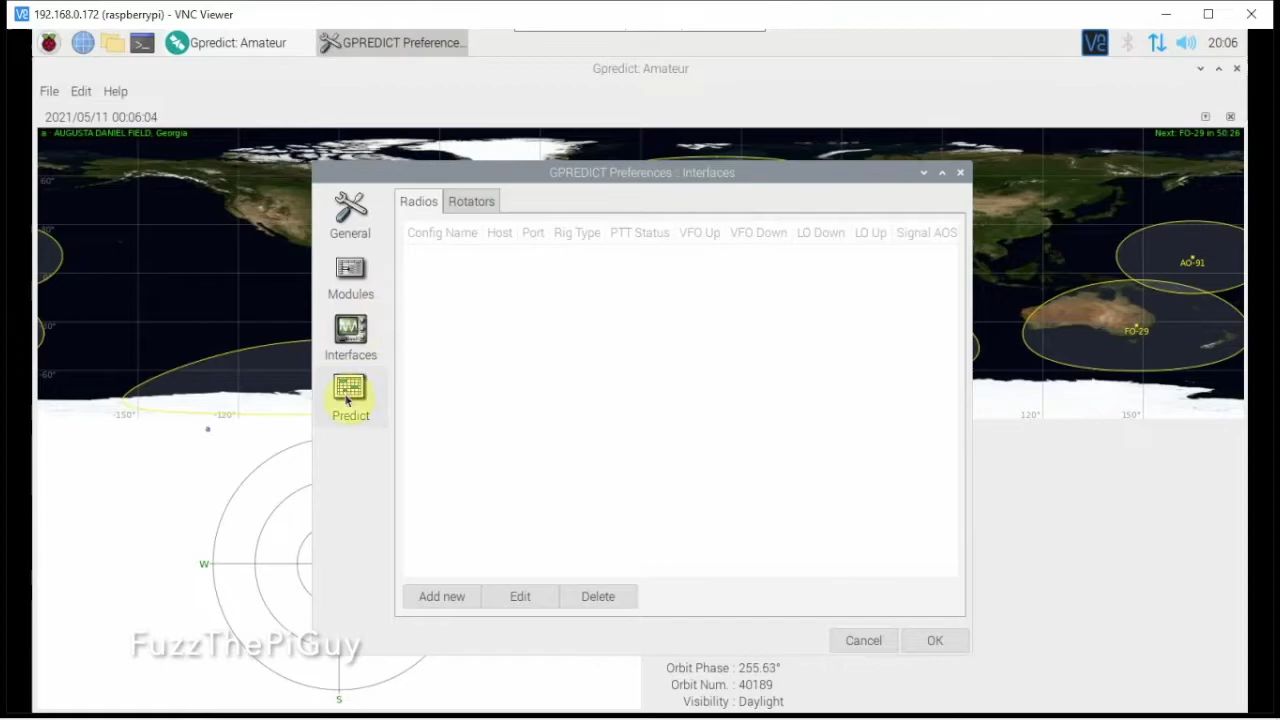 192.168.0.172 (raspberrypi) - VNC Viewer
Gpredict: Amateur
GPREDICT Preference...
20:06
Gpredict: Amateur
File Edit Help
2021/05/11 00:06:04
a : AUGUSTA DANIEL FIELD, Georgia
Next: FO-29 in 50:26
GPREDICT Preferences :: Interfaces
General
Modules
Interfaces
Predict
Radios Rotators
Config Name Host Port Rig Type PTT Status VFO Up VFO Down LO Down LO Up Signal AOS
AO-91
FO-29
-150° -120° 120° 150°
a
W
S
Add new Edit Delete
Cancel OK
FuzzThePiGuy
Orbit Phase : 255.63°
Orbit Num. : 40189
Visibility : Daylight